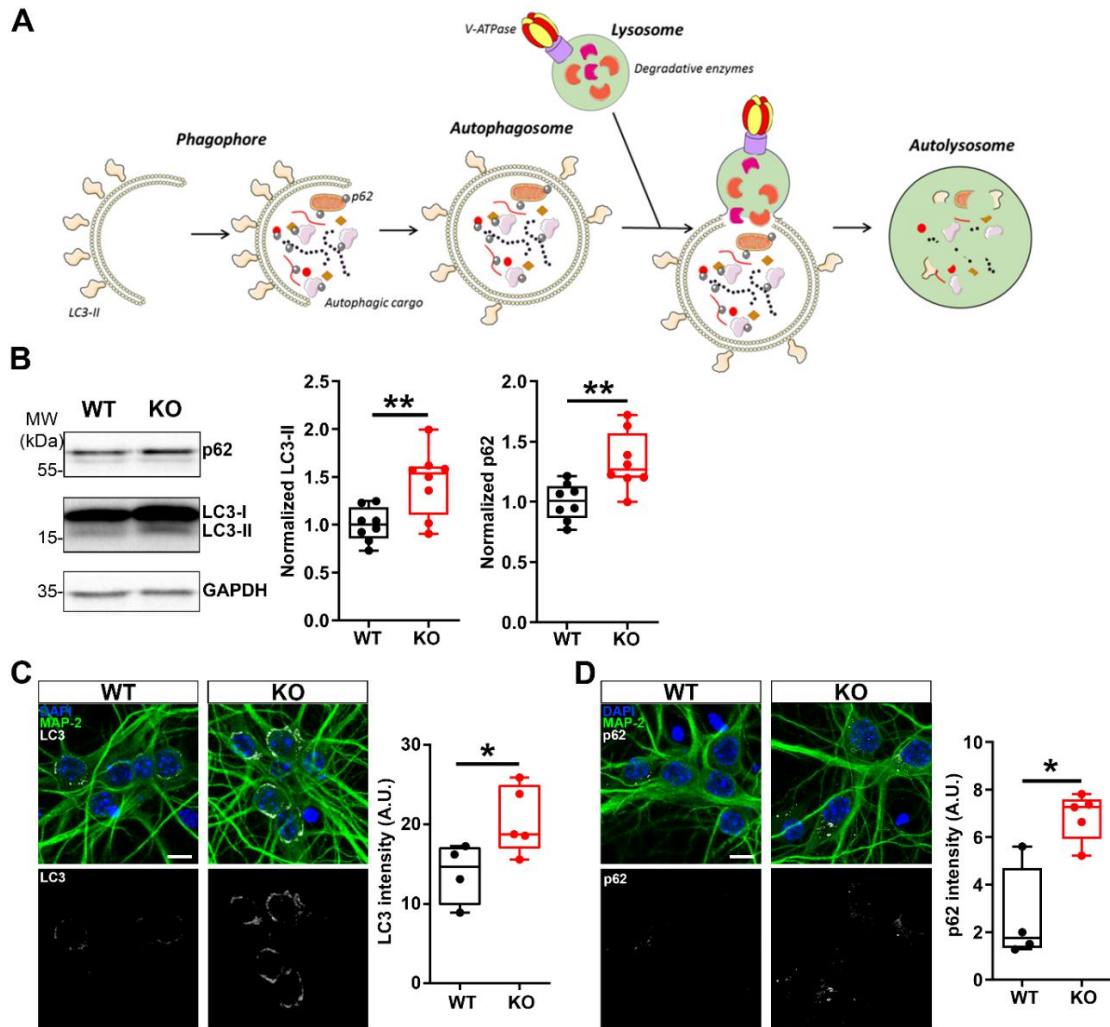 A
V-ATPase
Lysosome
Degradative enzymes
Phagophore
Autophagosome
Autolysosome
p62
LC3-II
Autophagic cargo
B
MW
(kDa)
WT KO
p62
55-
LC3-I
LC3-II
15-
35-
GAPDH
Normalized LC3-II
2.5
2.0
1.5
1.0
0.5
0.0
**
WT KO
Normalized p62
2.0
1.5
1.0
0.5
0.0
**
WT KO
C
WT KO
DAPI
MAP-2
LC3
LC3
LC3 intensity (A.U.)
30
20
10
0
*
WT KO
D
WT KO
DAPI
MAP-2
p62
p62
p62 intensity (A.U.)
10
8
6
4
2
0
*
WT KO